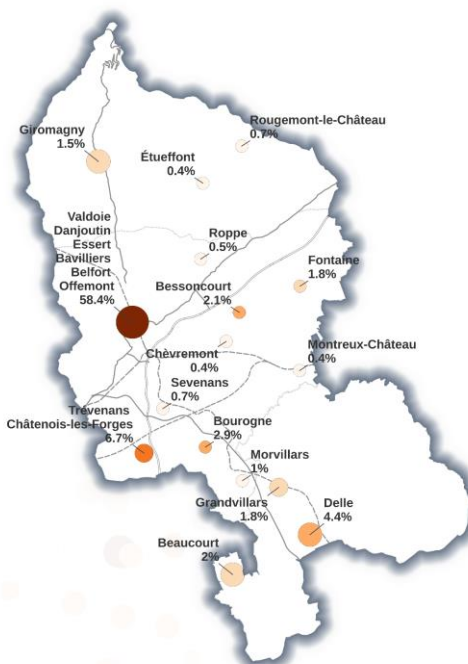 Rougemont-le-Château
0.7%
Giromagny
1.5%
Étueffont
0.4%
Valdoie
Danjoutin
Essert
Bavilliers
Belfort
Offemont
58.4%
Roppe
0.5%
Fontaine
1.8%
Bessoncourt
2.1%
Chèvremont
0.4%
Montreux-Château
0.4%
Sevenans
0.7%
Trévenans
Châtenois-les-Forges
6.7%
Bourogne
2.9%
Morvillars
1%
Grandvillars
1.8%
Delle
4.4%
Beaucourt
2%